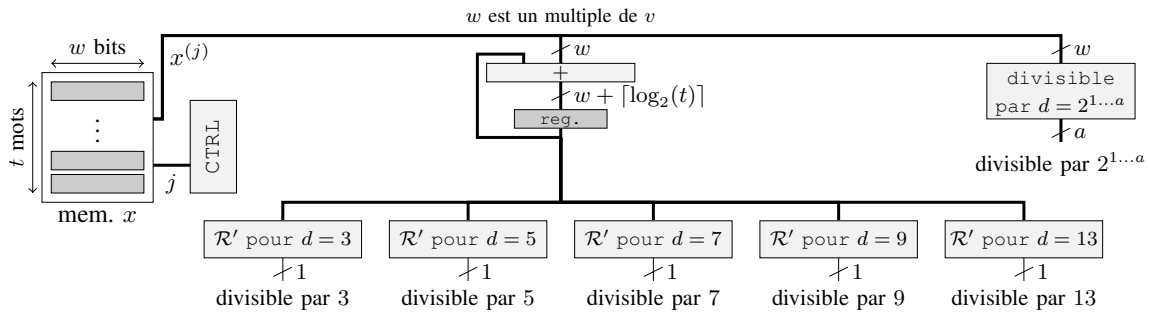 w est un multiple de v
w bits
x^{(j)}
w
w
+
divisible
par d = 2^{1...a}
w + ⌈log_2(t)⌉
reg.
t mots
⋮
CTRL
a
divisible par 2^{1...a}
j
mem. x
R′ pour d = 3
R′ pour d = 5
R′ pour d = 7
R′ pour d = 9
R′ pour d = 13
1
1
1
1
1
divisible par 3
divisible par 5
divisible par 7
divisible par 9
divisible par 13